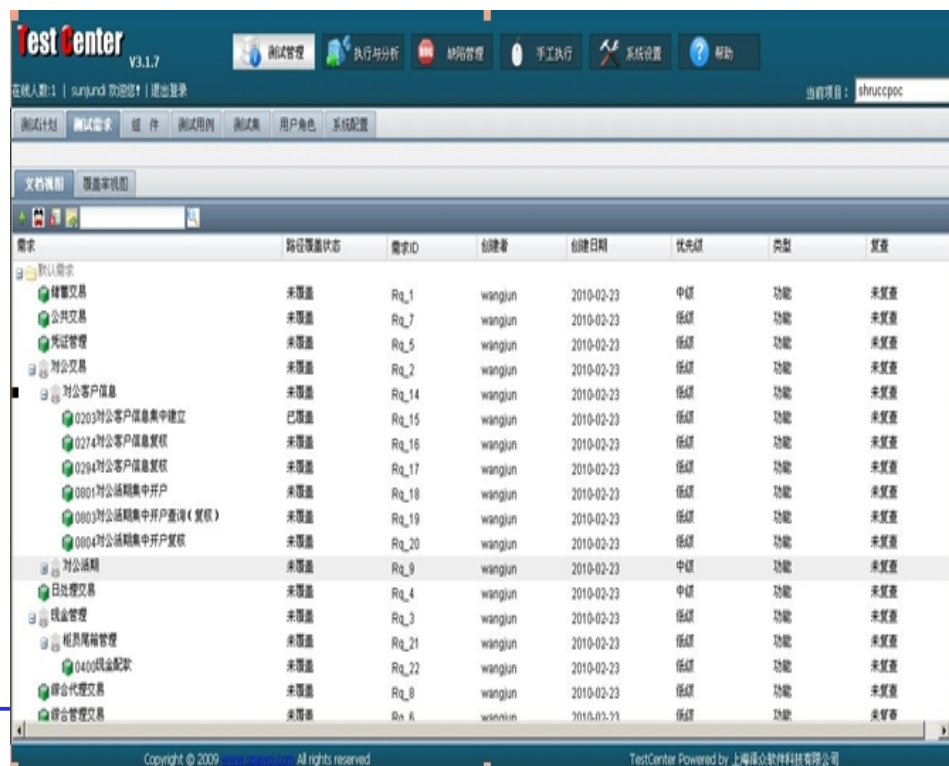 Test Center V3.1.7
测试管理 执行与分析 缺陷管理 手工执行 系统设置 帮助
在线人数:1 | sunjundi 欢迎您! | 退出登录 当前项目: shruccpoc
测试计划 测试需求 组 件 测试用例 测试集 用户角色 系统配置
文档视图 覆盖率视图
需求 路径覆盖状态 需求ID 创建者 创建日期 优先级 类型 复查
默认需求
储蓄交易 未覆盖 Rq_1 wangjun 2010-02-23 中级 功能 未复查
公共交易 未覆盖 Rq_7 wangjun 2010-02-23 低级 功能 未复查
凭证管理 未覆盖 Rq_5 wangjun 2010-02-23 低级 功能 未复查
对公交易 未覆盖 Rq_2 wangjun 2010-02-23 低级 功能 未复查
对公客户信息 未覆盖 Rq_14 wangjun 2010-02-23 低级 功能 未复查
0203对公客户信息集中建立 已覆盖 Rq_15 wangjun 2010-02-23 低级 功能 未复查
0274对公客户信息复核 未覆盖 Rq_16 wangjun 2010-02-23 低级 功能 未复查
0294对公客户信息复核 未覆盖 Rq_17 wangjun 2010-02-23 低级 功能 未复查
0801对公活期集中开户 未覆盖 Rq_18 wangjun 2010-02-23 低级 功能 未复查
0803对公活期集中开户查询(复核) 未覆盖 Rq_19 wangjun 2010-02-23 低级 功能 未复查
0804对公活期集中开户复核 未覆盖 Rq_20 wangjun 2010-02-23 低级 功能 未复查
对公活期 未覆盖 Rq_9 wangjun 2010-02-23 中级 功能 未复查
日处理交易 未覆盖 Rq_4 wangjun 2010-02-23 中级 功能 未复查
现金管理 未覆盖 Rq_3 wangjun 2010-02-23 低级 功能 未复查
柜员尾箱管理 未覆盖 Rq_21 wangjun 2010-02-23 低级 功能 未复查
0400现金配款 未覆盖 Rq_22 wangjun 2010-02-23 低级 功能 未复查
综合代理交易 未覆盖 Rq_8 wangjun 2010-02-23 低级 功能 未复查
综合管理交易 未覆盖 Rq_6 wangjun 2010-02-23 低级 功能 未复查
Copyright © 2009 www.spasvo.com All rights reserved TestCenter Powered by 上海泽众软件科技有限公司